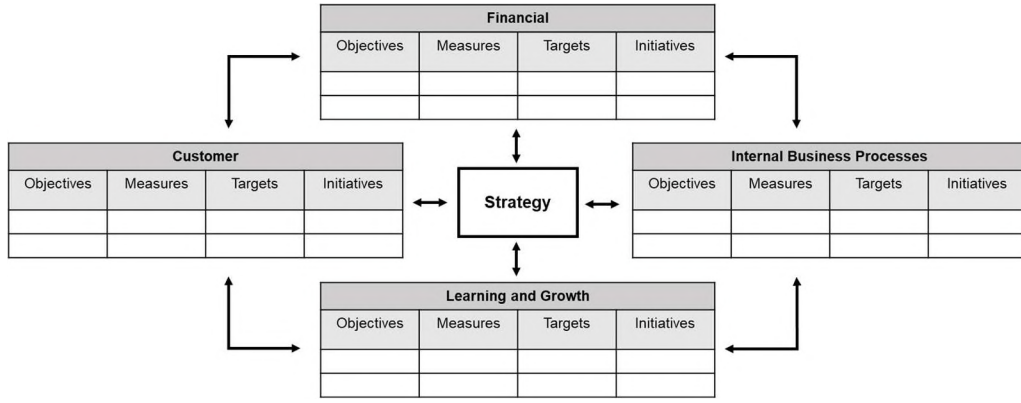 Financial
Objectives Measures Targets Initiatives
Customer
Objectives Measures Targets Initiatives
Strategy
Internal Business Processes
Objectives Measures Targets Initiatives
Learning and Growth
Objectives Measures Targets Initiatives